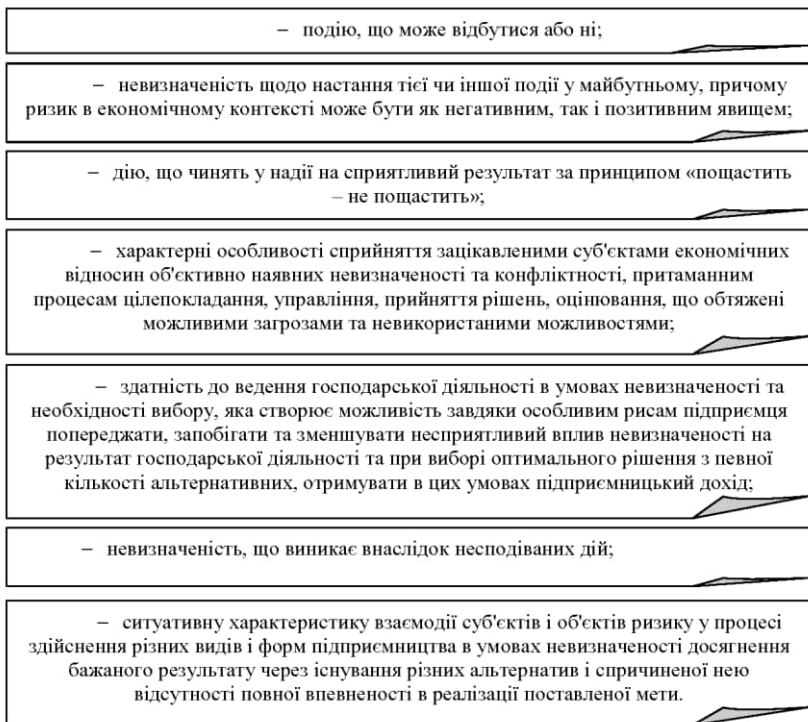 – подію, що може відбутися або ні;
– невизначеність щодо настання тієї чи іншої події у майбутньому, причому
ризик в економічному контексті може бути як негативним, так і позитивним явищем;
– дію, що чинять у надії на сприятливий результат за принципом «пощастить
– не пощастить»;
– характерні особливості сприйняття зацікавленими суб'єктами економічних
відносин об'єктивно наявних невизначеності та конфліктності, притаманним
процесам цілепокладання, управління, прийняття рішень, оцінювання, що обтяжені
можливими загрозами та невикористаними можливостями;
– здатність до ведення господарської діяльності в умовах невизначеності та
необхідності вибору, яка створює можливість завдяки особливим рисам підприємця
попереджати, запобігати та зменшувати несприятливий вплив невизначеності на
результат господарської діяльності та при виборі оптимального рішення з певної
кількості альтернативних, отримувати в цих умовах підприємницький дохід;
– невизначеність, що виникає внаслідок несподіваних дій;
– ситуативну характеристику взаємодії суб'єктів і об'єктів ризику у процесі
здійснення різних видів і форм підприємництва в умовах невизначеності досягнення
бажаного результату через існування різних альтернатив і спричиненої нею
відсутності повної впевненості в реалізації поставленої мети.